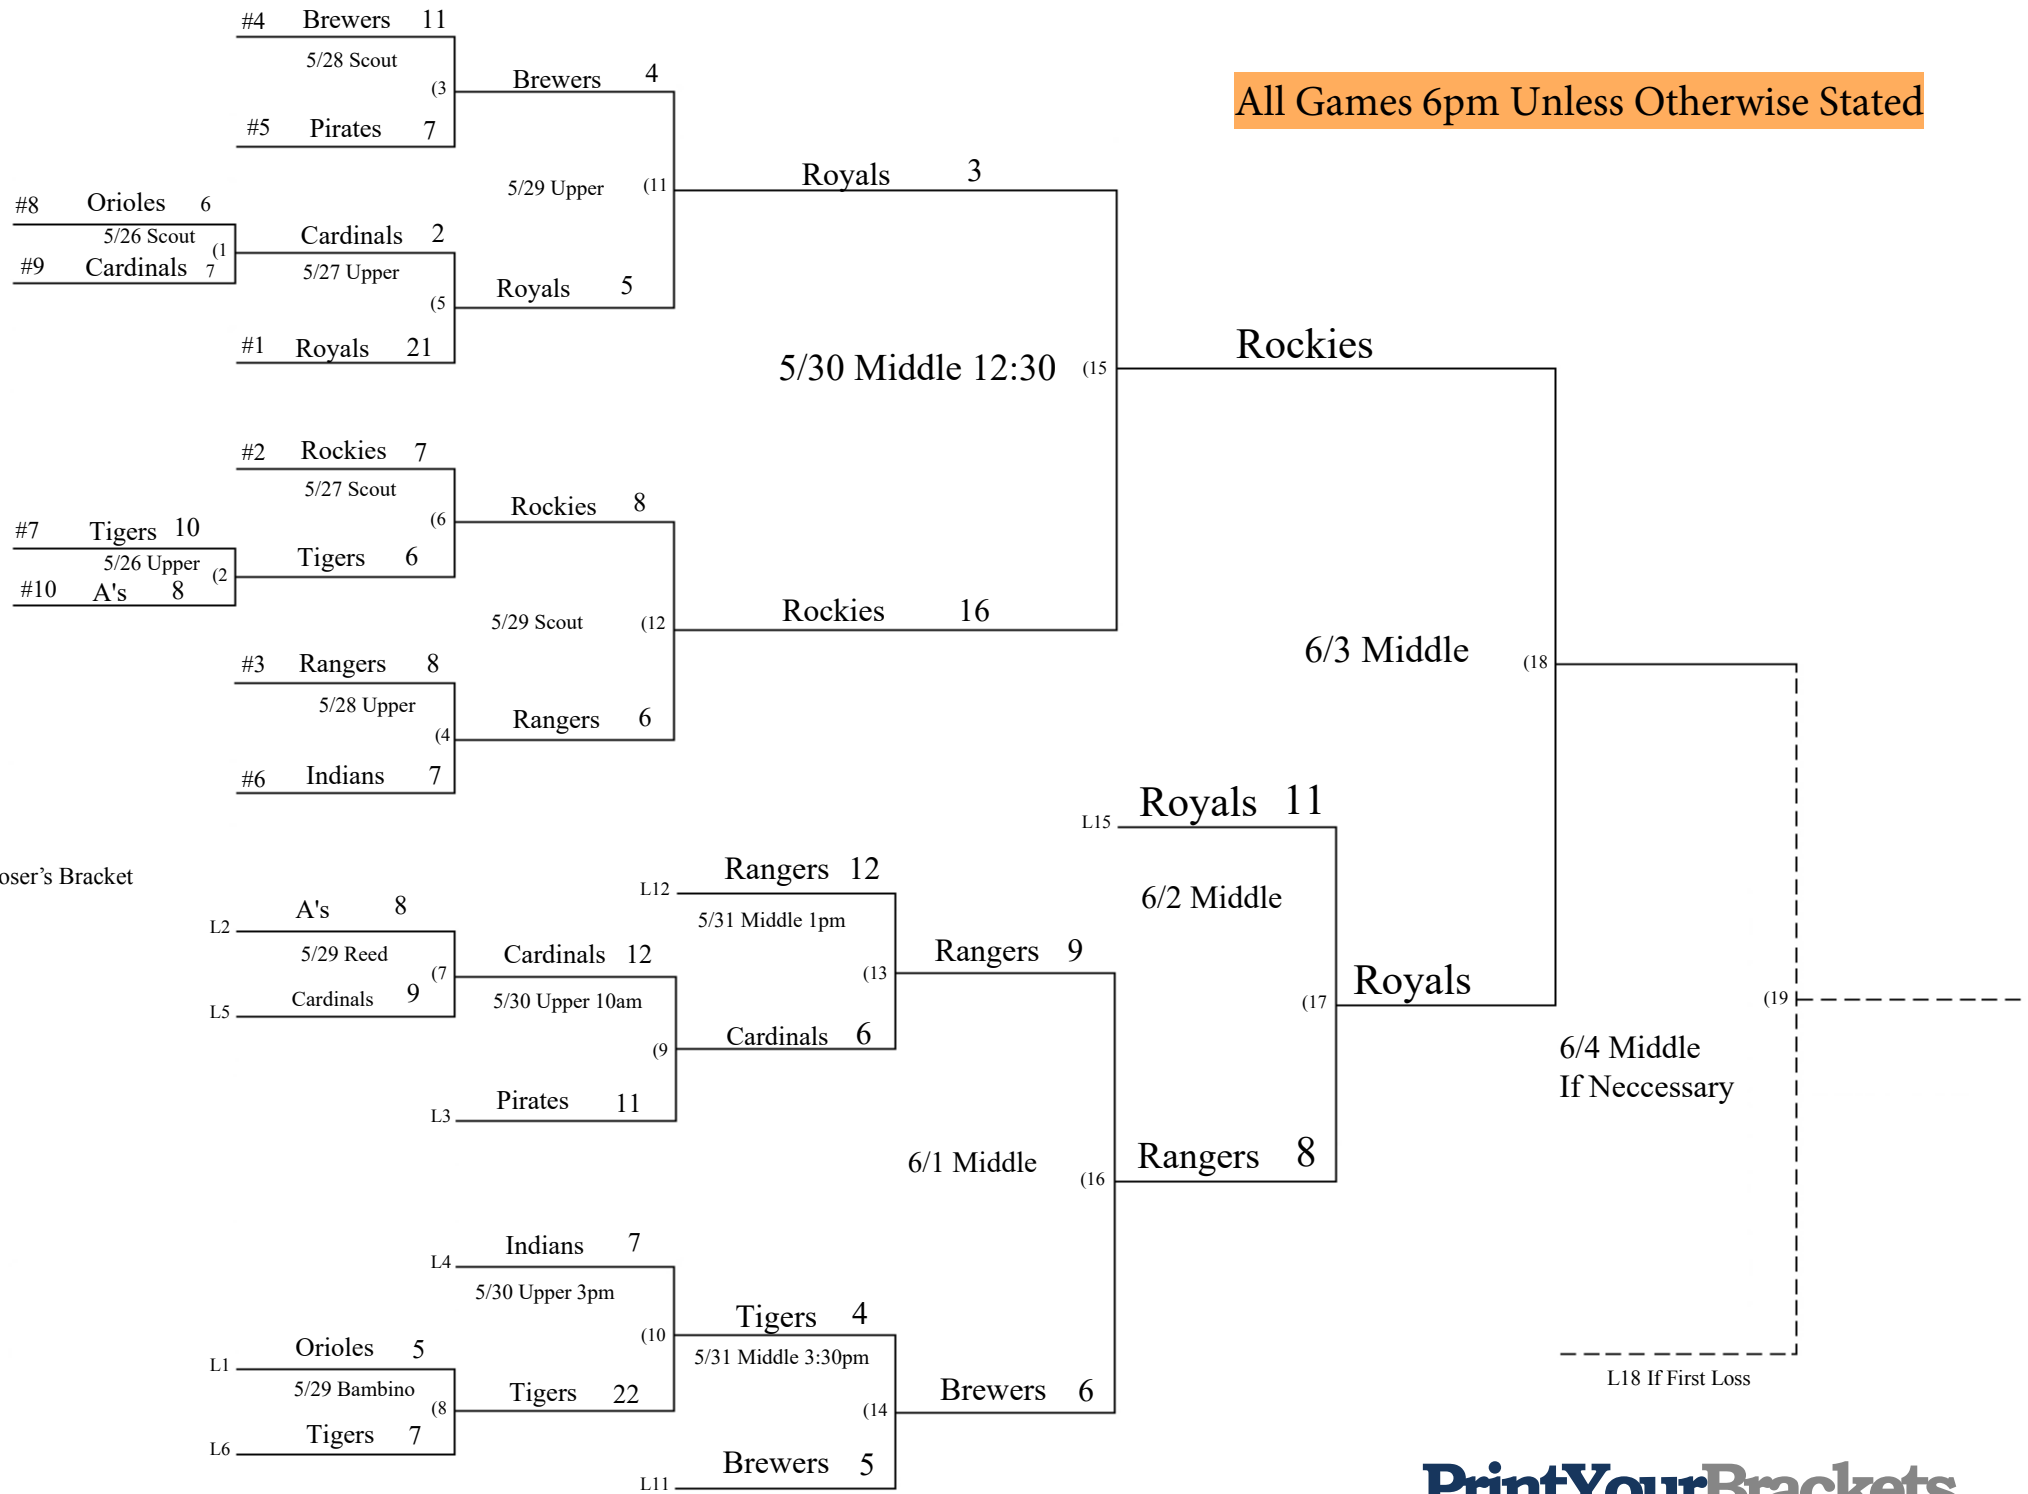 #4 Brewers 11
5/28 Scout
(3
Brewers 4
All Games 6pm Unless Otherwise Stated
#5 Pirates 7
5/29 Upper (11
Royals 3
#8 Orioles 6
5/26 Scout
(1
#9 Cardinals 7
Cardinals 2
5/27 Upper
(5
Royals 5
#1 Royals 21
5/30 Middle 12:30 (15
Rockies
#2 Rockies 7
5/27 Scout
(6
Rockies 8
#7 Tigers 10
5/26 Upper
(2
#10 A's 8
Tigers 6
5/29 Scout (12
Rockies 16
#3 Rangers 8
5/28 Upper
(4
Rangers 6
#6 Indians 7
6/3 Middle (18
L15 Royals 11
6/2 Middle
oser's Bracket
L12 Rangers 12
5/31 Middle 1pm
(13
L2 A's 8
5/29 Reed
(7
L5 Cardinals 9
Cardinals 12
5/30 Upper 10am
(9
Cardinals 6
L3 Pirates 11
Rangers 9
(17
Royals
(19
6/4 Middle
If Neccessary
6/1 Middle (16
Rangers 8
L4 Indians 7
5/30 Upper 3pm
(10
Tigers 4
5/31 Middle 3:30pm
(14
L1 Orioles 5
5/29 Bambino
(8
L6 Tigers 7
Tigers 22
Brewers 6
L11 Brewers 5
L18 If First Loss
PrintYourBrackets